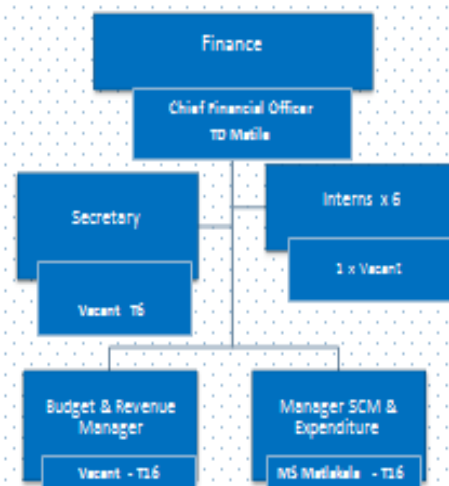 Finance
Chief Financial Officer
TD Matila
Secretary
Vacant T6
Interns x 6
1 x Vacant
Budget & Revenue
Manager
Vacant - T16
Manager SCM &
Expenditure
MS Matlakala - T16